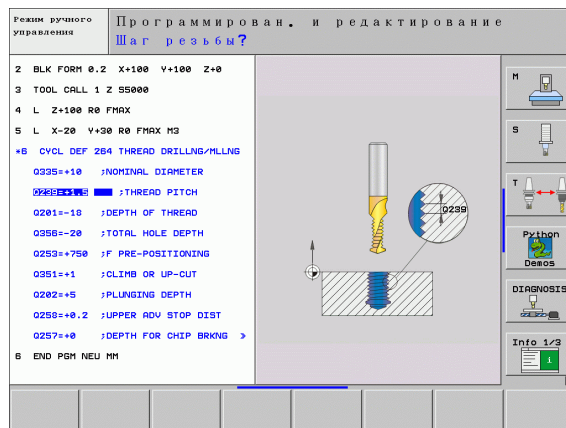 Режим ручного
управления
Программирован. и редактирование
Шаг резьбы?
2 BLK FORM 0.2 X+100 Y+100 Z+0
3 TOOL CALL 1 Z S5000
4 L Z+100 R0 FMAX
5 L X-20 Y+30 R0 FMAX M3
*6 CYCL DEF 264 THREAD DRILLNG/MLLNG
Q335=+10 ;NOMINAL DIAMETER
Q239=+1.5 ;THREAD PITCH
Q201=-18 ;DEPTH OF THREAD
Q356=-20 ;TOTAL HOLE DEPTH
Q253=+750 ;F PRE-POSITIONING
Q351=+1 ;CLIMB OR UP-CUT
Q202=+5 ;PLUNGING DEPTH
Q258=+0.2 ;UPPER ADV STOP DIST
Q257=+0 ;DEPTH FOR CHIP BRKNG »
6 END PGM NEU MM
Q239
M
S
T
Python
Demos
DIAGNOSIS
Info 1/3
i